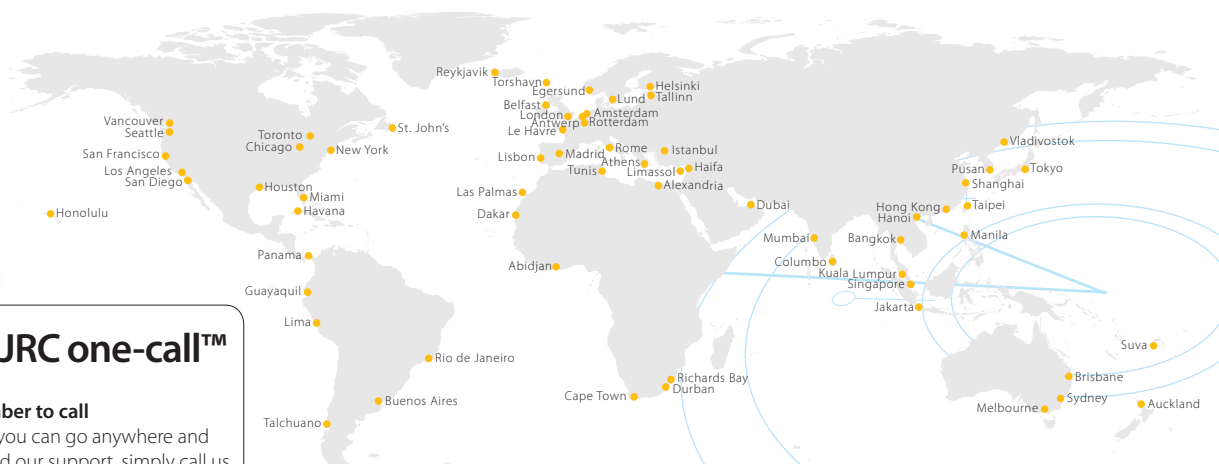 Reykjavik
Torshavn
Egersund
Helsinki
Tallinn
Lund
Belfast
London
Amsterdam
Antwerp
Rotterdam
Le Havre
Vancouver
Seattle
Toronto
Chicago
St. John's
New York
San Francisco
Los Angeles
San Diego
Lisbon
Madrid
Rome
Istanbul
Athens
Tunis
Limassol
Haifa
Alexandria
Vladivostok
Pusan
Tokyo
Shanghai
Houston
Miami
Havana
Honolulu
Las Palmas
Dakar
Dubai
Hong Kong
Hanoi
Taipei
Mumbai
Bangkok
Manila
Columbo
Kuala Lumpur
Singapore
Panama
Abidjan
Guayaquil
Jakarta
Lima
Suva
Rio de Janeiro
Richards Bay
Durban
Cape Town
Brisbane
Buenos Aires
Sydney
Melbourne
Auckland
Talchuano
JRC one-call™
ber to call
you can go anywhere and
d our support, simply call us